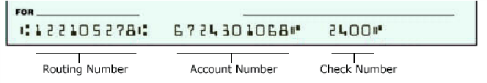 FOR
⑆122105278⑆ 6724301068⑈ 2400⑈
Routing Number Account Number Check Number